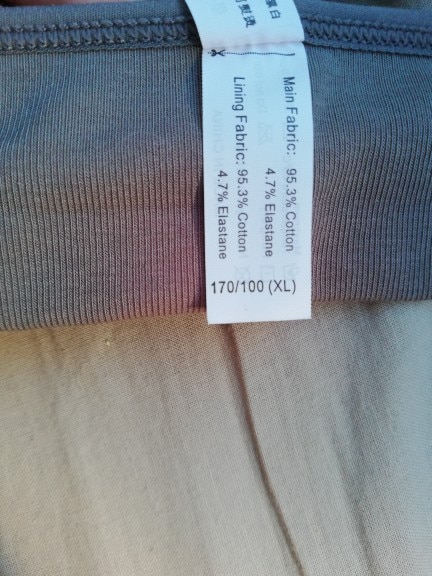 Main Fabric: 95.3% Cotton
4.7% Elastane
Lining Fabric: 95.3% Cotton
4.7% Elastane
170/100 (XL)